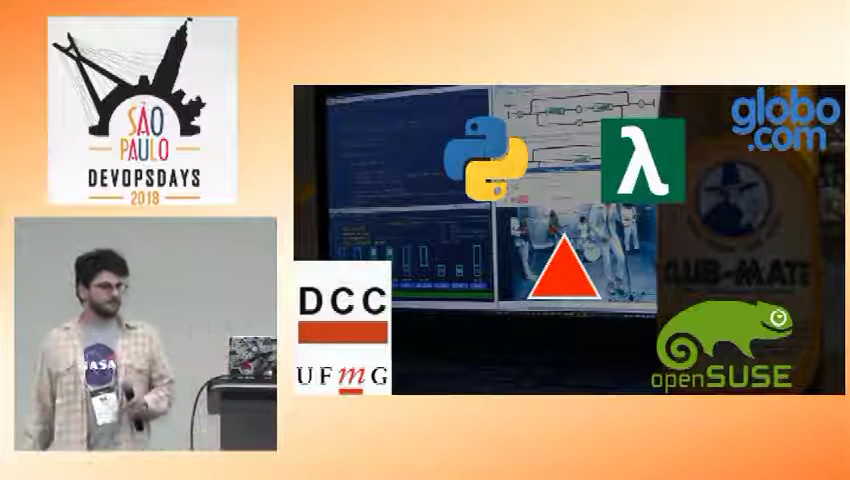 SÃO
PAULO
DEVOPSDAYS
2018
globo
.com
λ
CLUB-MATE
DCC
UFmG
NASA
openSUSE